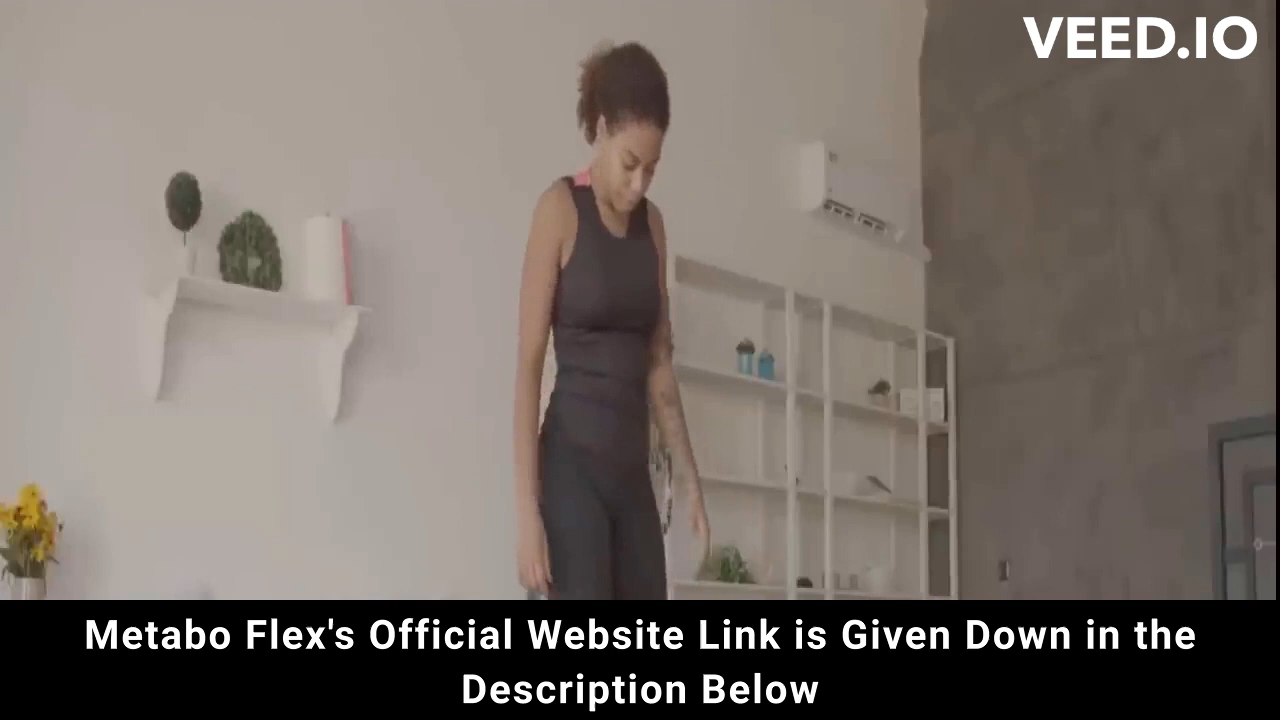 VEED.IO
Metabo Flex's Official Website Link is Given Down in the
Description Below